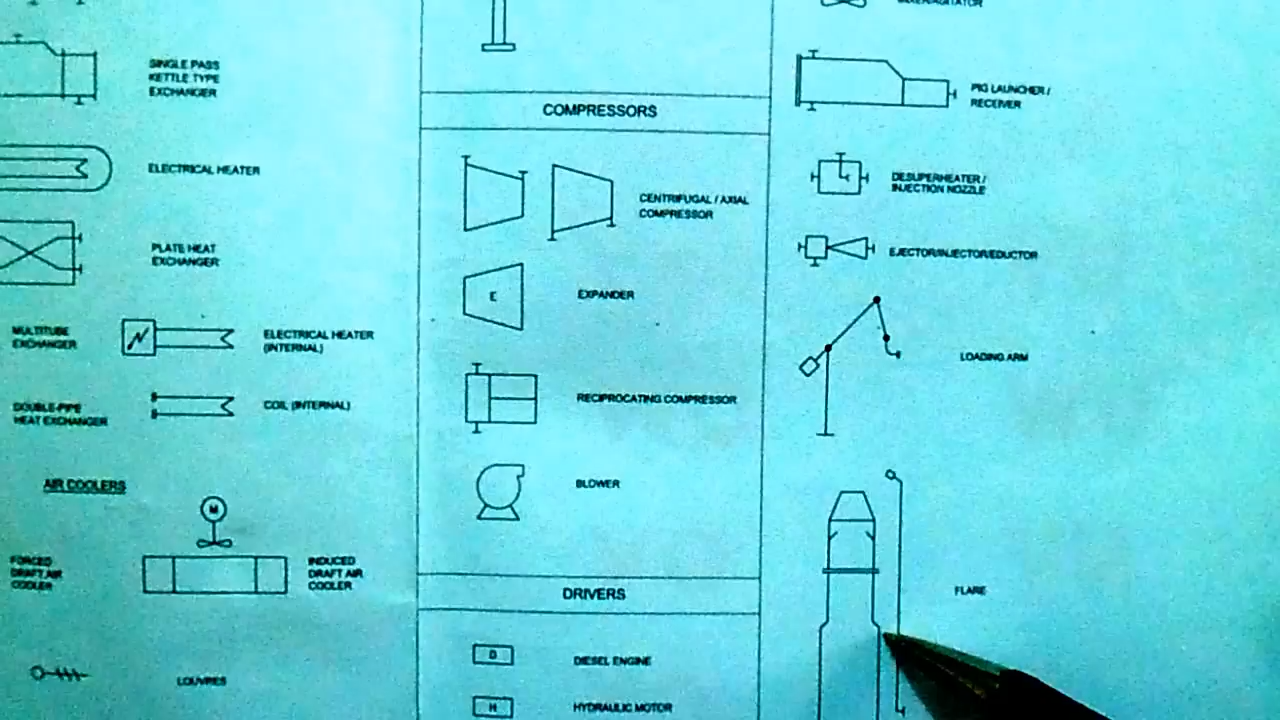 SINGLE PASS
KETTLE TYPE
EXCHANGER
ELECTRICAL HEATER
PLATE HEAT
EXCHANGER
MULTITUBE
EXCHANGER
ELECTRICAL HEATER
(INTERNAL)
DOUBLE-PIPE
HEAT EXCHANGER
COIL (INTERNAL)
AIR COOLERS
M
FORCED
DRAFT AIR
COOLER
INDUCED
DRAFT AIR
COOLER
LOUVRES
COMPRESSORS
CENTRIFUGAL / AXIAL
COMPRESSOR
E
EXPANDER
RECIPROCATING COMPRESSOR
BLOWER
DRIVERS
D
DIESEL ENGINE
H
HYDRAULIC MOTOR
MIXER/AGITATOR
PIG LAUNCHER /
RECEIVER
DESUPERHEATER /
INJECTION NOZZLE
EJECTOR/INJECTOR/EDUCTOR
LOADING ARM
FLARE